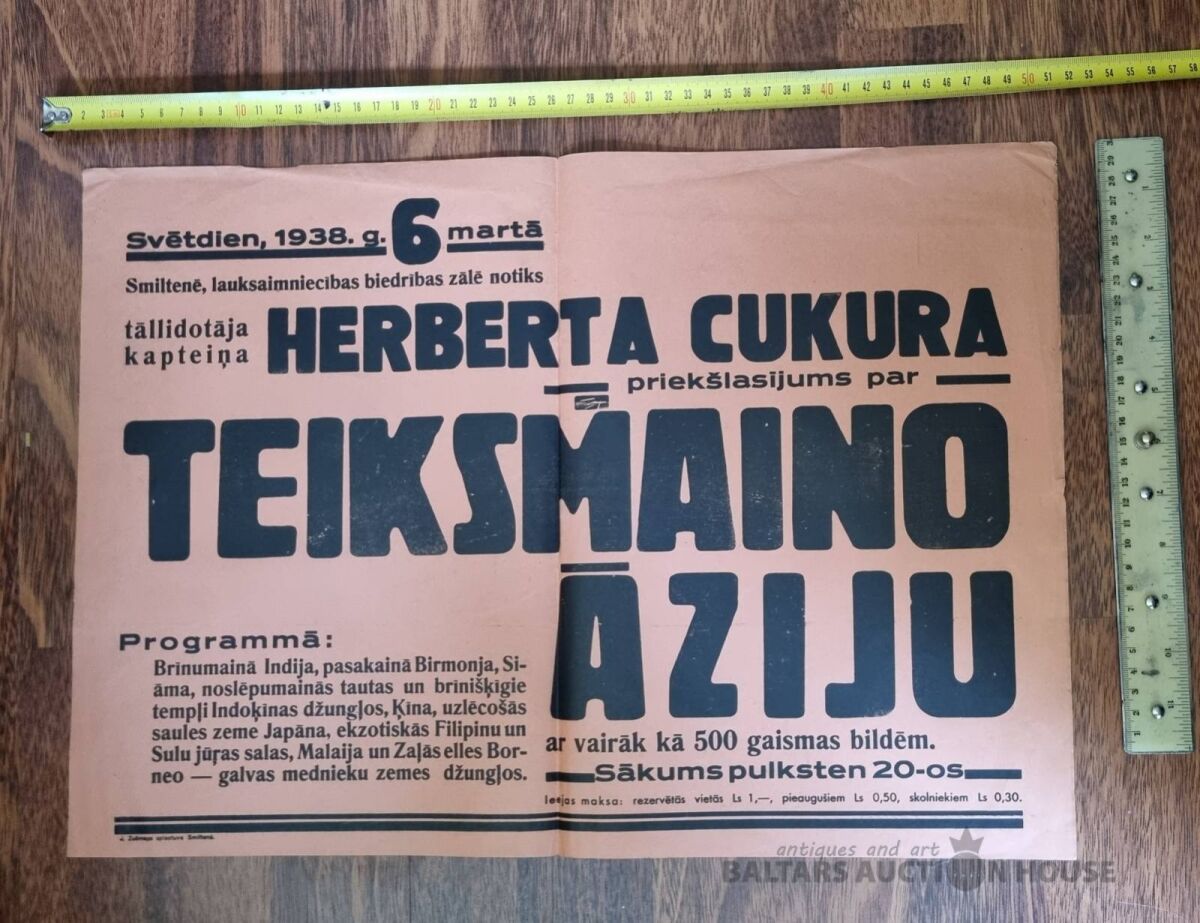 Svētdien, 1938. g. 6 martā
Smiltenē, lauksaimniecības biedrības zālē notiks
tāllidotāja
kapteiņa HERBERTA CUKURA
priekšlasījums par
TEIKSMAINO
ĀZIJU
Programmā:
Brīnumainā Indija, pasakainā Birmonja, Si-
āma, noslēpumainās tautas un brīnišķīgie
templi Indoķinas džungļos, Ķīna, uzlēcošās
saules zeme Japāna, ekzotiskās Filipinu un
Sulu jūras salas, Malaija un Zaļās elles Bor-
neo — galvas mednieku zemes džungļos.
ar vairāk kā 500 gaismas bildēm.
Sākums pulksten 20-os
Ieejas maksa: rezervētās vietās Ls 1,—, pieaugušiem Ls 0,50, skolniekiem Ls 0,30.
Smiltenē.
antiques and art
BALTARS AUCTION HOUSE